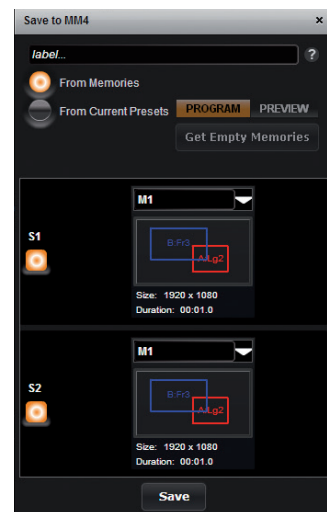 Save to MM4 ×
label... ?
From Memories
From Current Presets PROGRAM PREVIEW
Get Empty Memories
M1
S1
B:Fr3
A:Lg2
Size: 1920 x 1080
Duration: 00:01.0
M1
S2
B:Fr3
A:Lg2
Size: 1920 x 1080
Duration: 00:01.0
Save